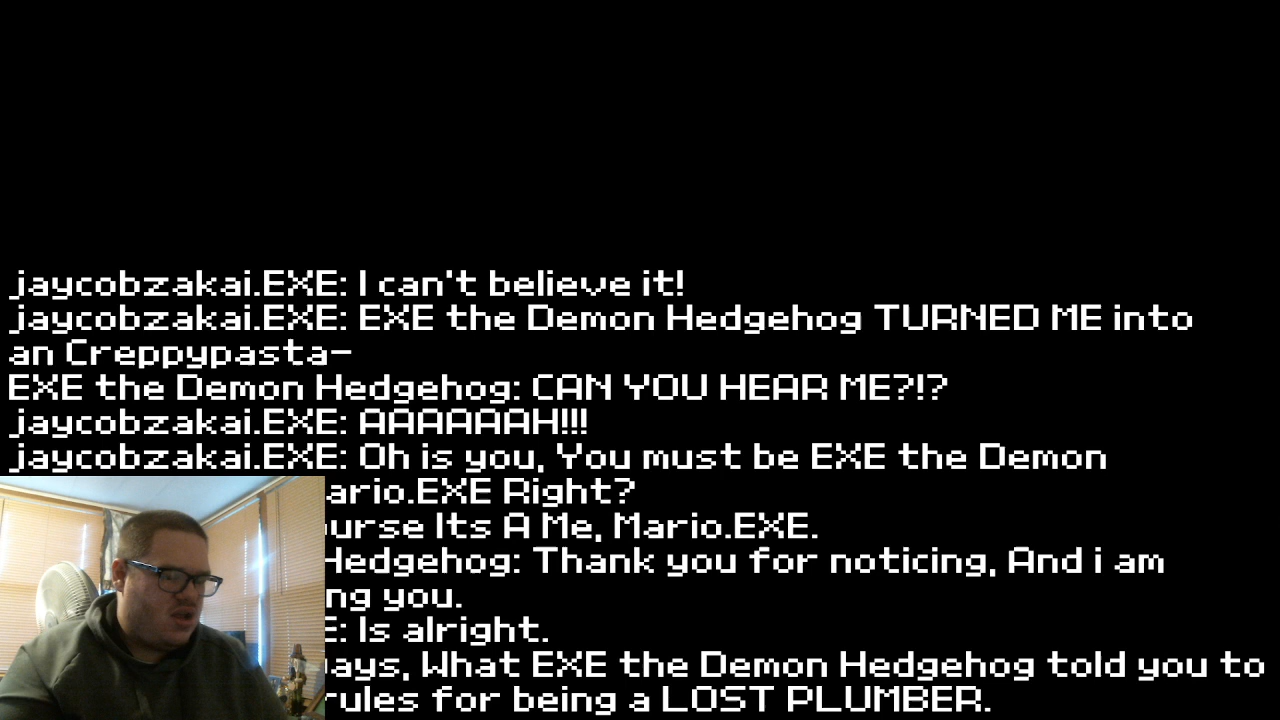 jaycobzakai.EXE: I can't believe it!
jaycobzakai.EXE: EXE the Demon Hedgehog TURNED ME into
an Creppypasta-
EXE the Demon Hedgehog: CAN YOU HEAR ME?!?
jaycobzakai.EXE: AAAAAAAH!!!
jaycobzakai.EXE: Oh is you, You must be EXE the Demon
ario.EXE Right?
urse Its A Me, Mario.EXE.
Hedgehog: Thank you for noticing, And i am
ng you.
E: Is alright.
ays, What EXE the Demon Hedgehog told you to
rules for being a LOST PLUMBER.